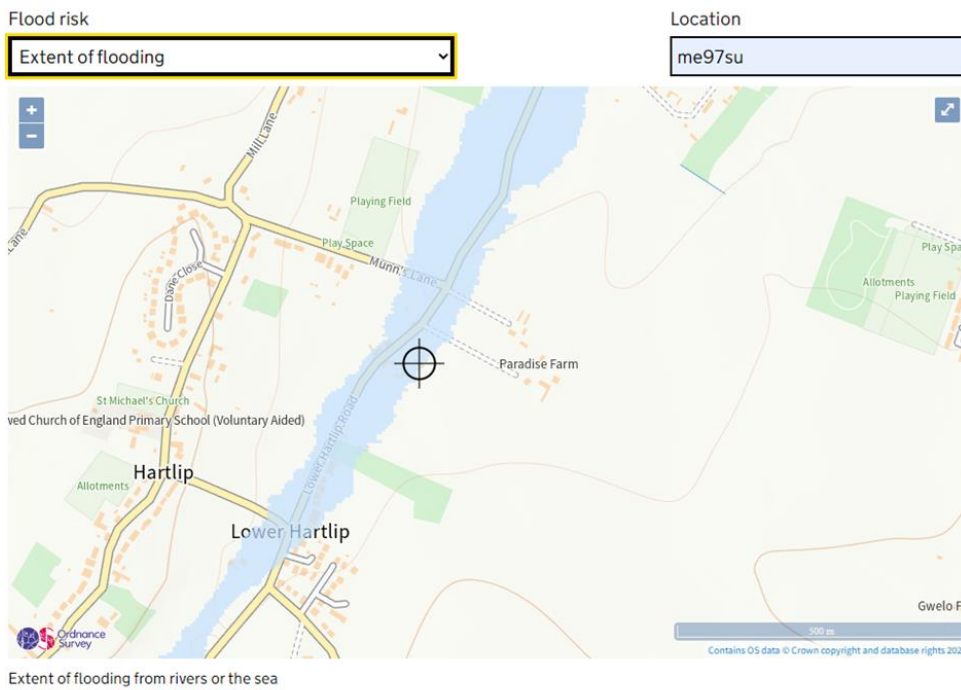 Flood risk
Location
Extent of flooding
me97su
+
−
Mill Lane
Playing Field
Play Space
Munn's Lane
Lane
Dane Close
Play Spa
Allotments
Playing Field
Paradise Farm
St Michael's Church
wed Church of England Primary School (Voluntary Aided)
Lower Hartlip Road
Hartlip
Allotments
Lower Hartlip
Gwelo F
Ordnance
Survey
500 m
Contains OS data © Crown copyright and database rights 202
Extent of flooding from rivers or the sea